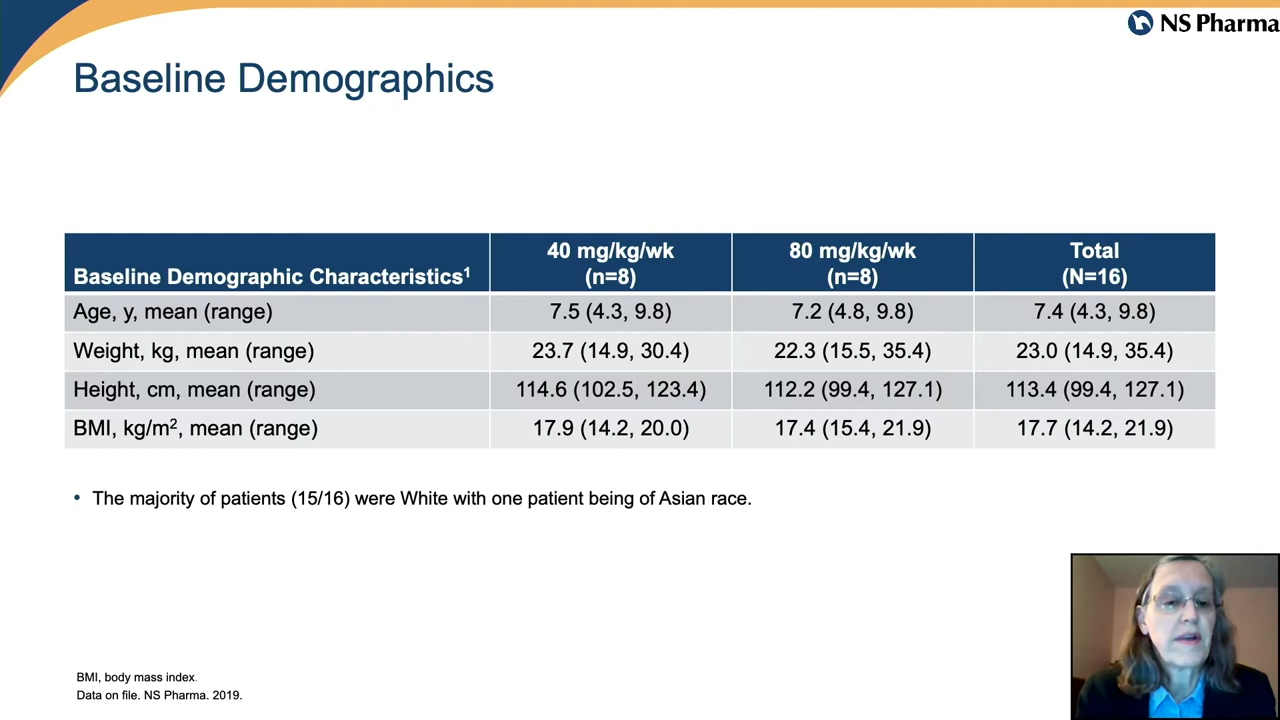 NS Pharma
Baseline Demographics
Baseline Demographic Characteristics¹ 40 mg/kg/wk (n=8) 80 mg/kg/wk (n=8) Total (N=16)
Age, y, mean (range) 7.5 (4.3, 9.8) 7.2 (4.8, 9.8) 7.4 (4.3, 9.8)
Weight, kg, mean (range) 23.7 (14.9, 30.4) 22.3 (15.5, 35.4) 23.0 (14.9, 35.4)
Height, cm, mean (range) 114.6 (102.5, 123.4) 112.2 (99.4, 127.1) 113.4 (99.4, 127.1)
BMI, kg/m², mean (range) 17.9 (14.2, 20.0) 17.4 (15.4, 21.9) 17.7 (14.2, 21.9)
• The majority of patients (15/16) were White with one patient being of Asian race.
BMI, body mass index.
Data on file. NS Pharma. 2019.